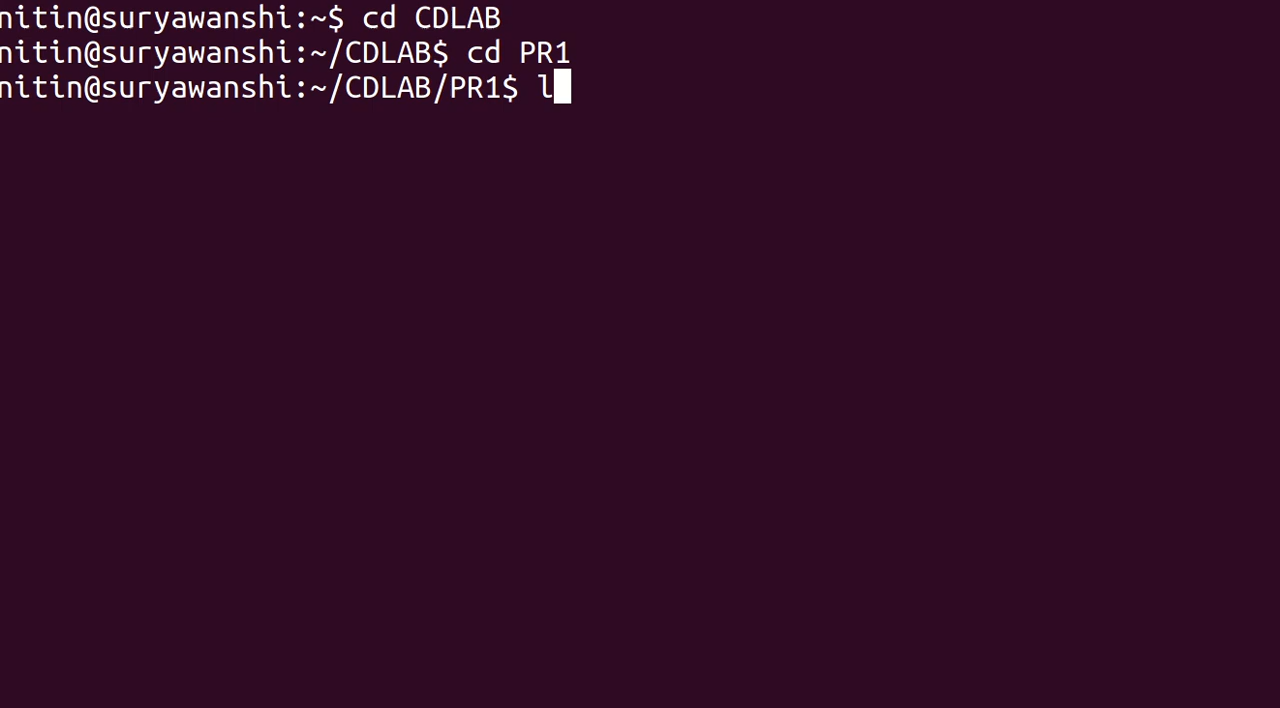 nitin@suryawanshi:~$ cd CDLAB
nitin@suryawanshi:~/CDLAB$ cd PR1
nitin@suryawanshi:~/CDLAB/PR1$ l